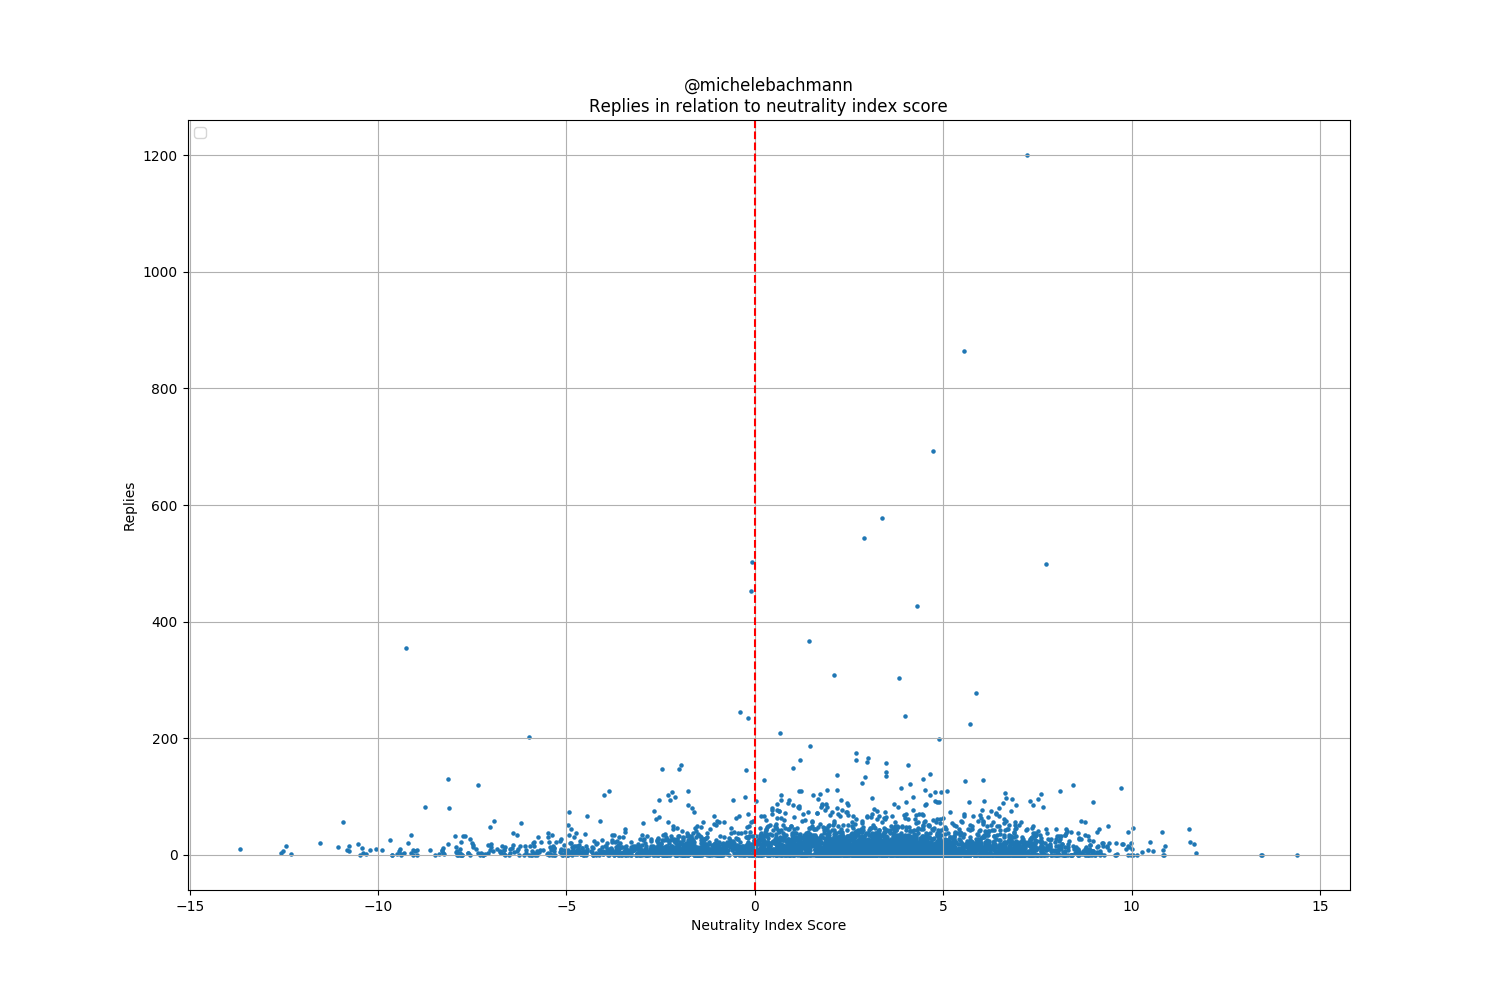 @michelebachmann
Replies in relation to neutrality index score
1200
1000
800
600
400
200
0
Replies
−15 −10 −5 0 5 10 15
Neutrality Index Score